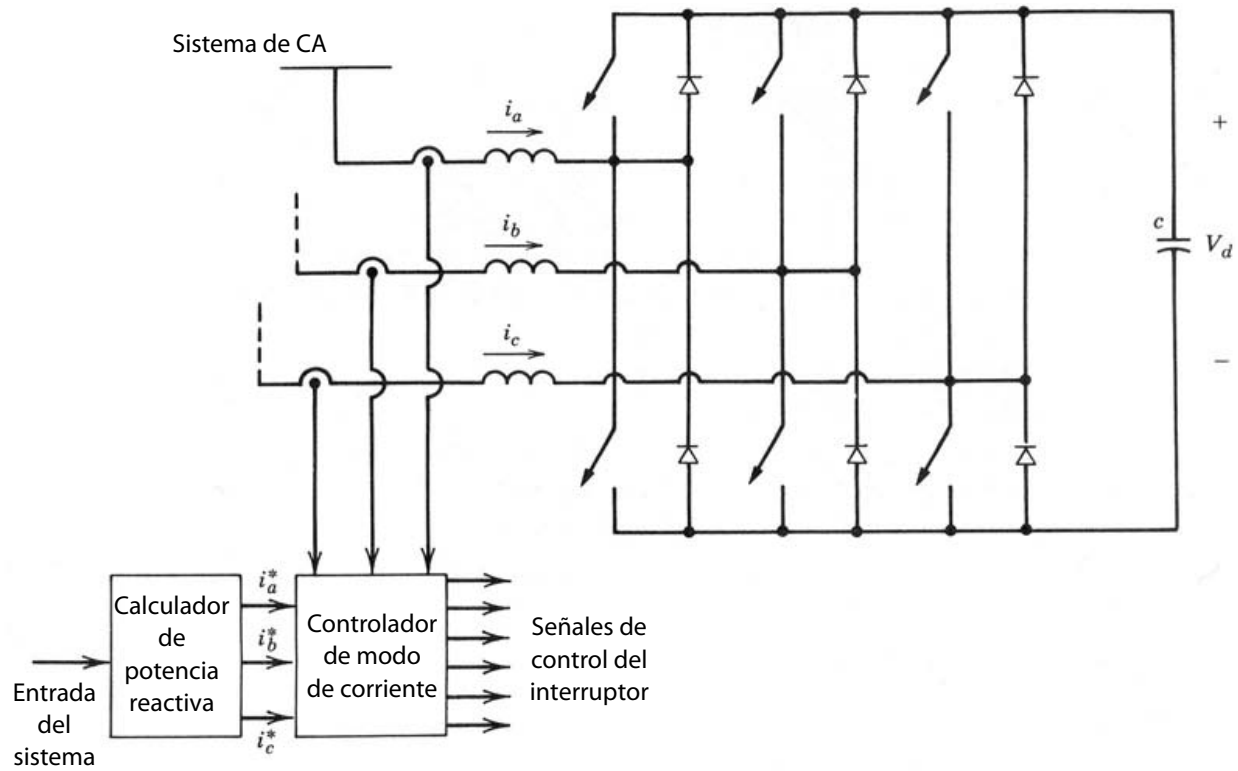 Sistema de CA
i_a
+
i_b
c
V_d
i_c
−
i_a^*
Calculador
de
potencia
reactiva
i_b^*
i_c^*
Controlador
de modo
de corriente
Señales de
control del
interruptor
Entrada
del
sistema